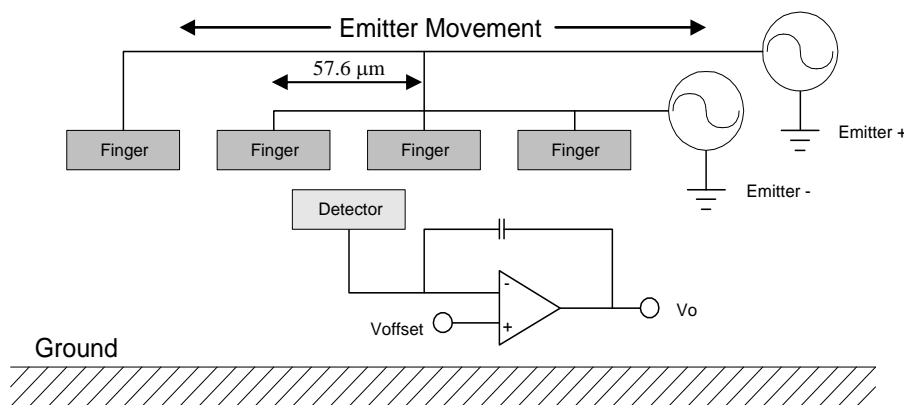 Emitter Movement
57.6 μm
Emitter +
Finger
Finger
Finger
Finger
Emitter -
Detector
-
+
Voffset
Vo
Ground